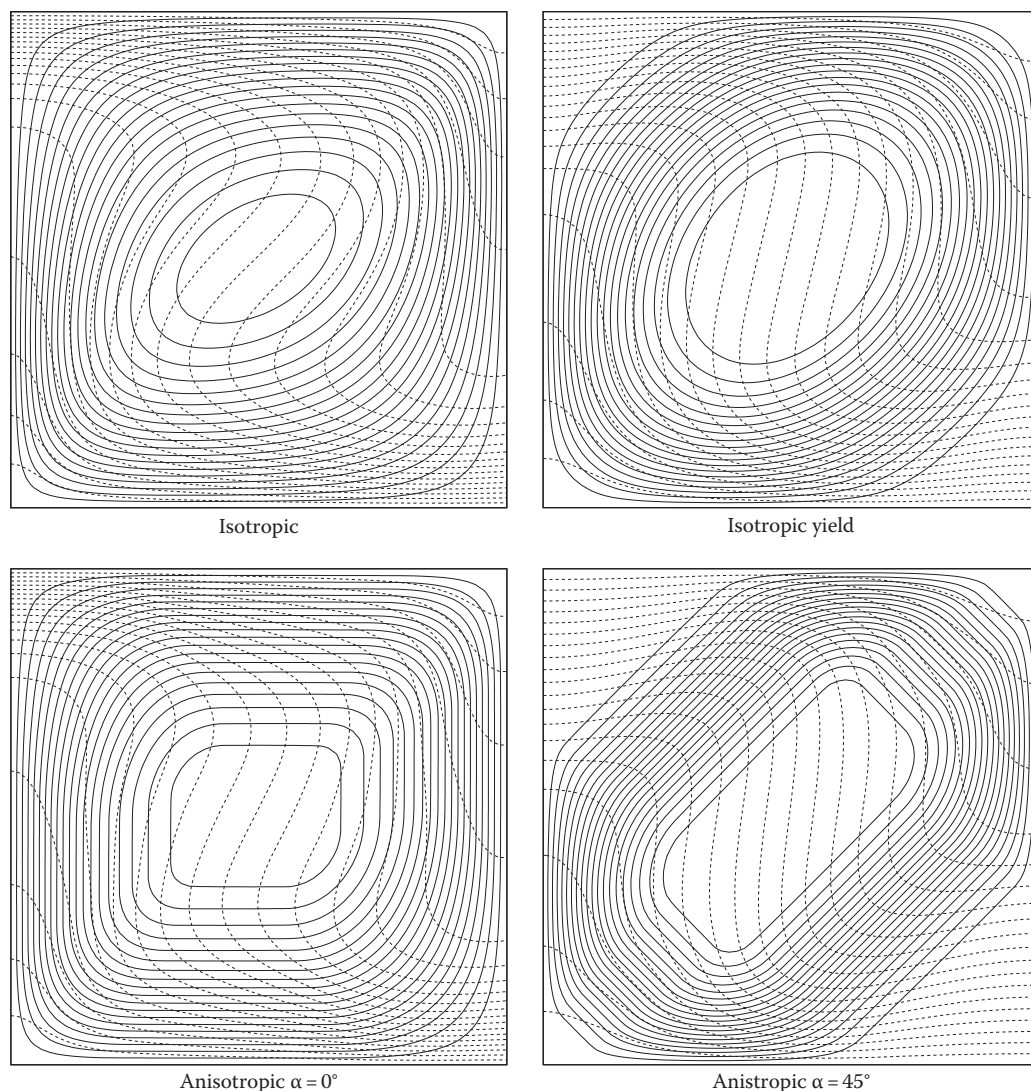 Isotropic
Isotropic yield
Anisotropic α = 0°
Anistropic α = 45°